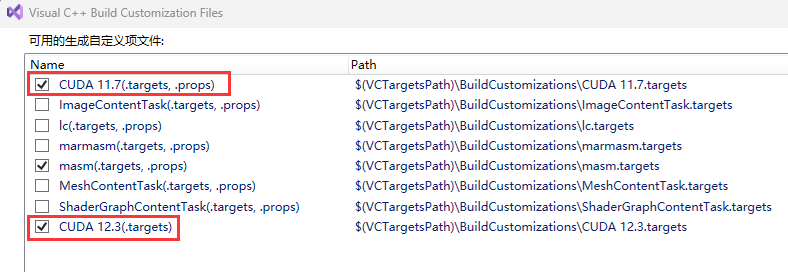 Visual C++ Build Customization Files
可用的生成自定义项文件:
Name Path
CUDA 11.7(.targets, .props) $(VCTargetsPath)\BuildCustomizations\CUDA 11.7.targets
ImageContentTask(.targets, .props) $(VCTargetsPath)\BuildCustomizations\ImageContentTask.targets
lc(.targets, .props) $(VCTargetsPath)\BuildCustomizations\lc.targets
marmasm(.targets, .props) $(VCTargetsPath)\BuildCustomizations\marmasm.targets
masm(.targets, .props) $(VCTargetsPath)\BuildCustomizations\masm.targets
MeshContentTask(.targets, .props) $(VCTargetsPath)\BuildCustomizations\MeshContentTask.targets
ShaderGraphContentTask(.targets, .props) $(VCTargetsPath)\BuildCustomizations\ShaderGraphContentTask.targets
CUDA 12.3(.targets) $(VCTargetsPath)\BuildCustomizations\CUDA 12.3.targets